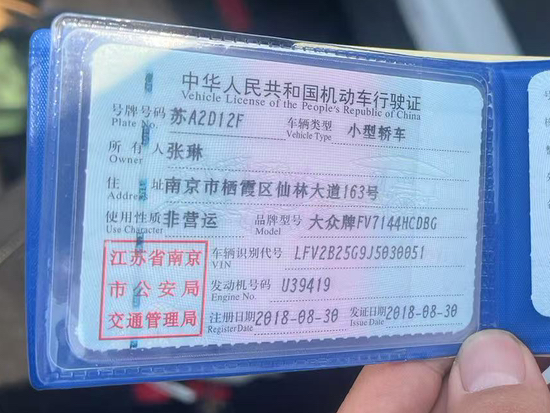 中华人民共和国机动车行驶证
Vehicle License of the People's Republic of China
号牌号码 苏A2D12F 车辆类型 小型轿车
Plate No. Vehicle Type
所有人 张琳
Owner
住址 南京市栖霞区仙林大道163号
Address
使用性质 非营运 品牌型号 大众牌FV7144HCDBG
Use Character Model
江苏省南京
市公安局
交通管理局
车辆识别代号 LFV2B25G9J5030051
VIN
发动机号码 U39419
Engine No.
注册日期 2018-08-30 发证日期 2018-08-30
Register Date Issue Date